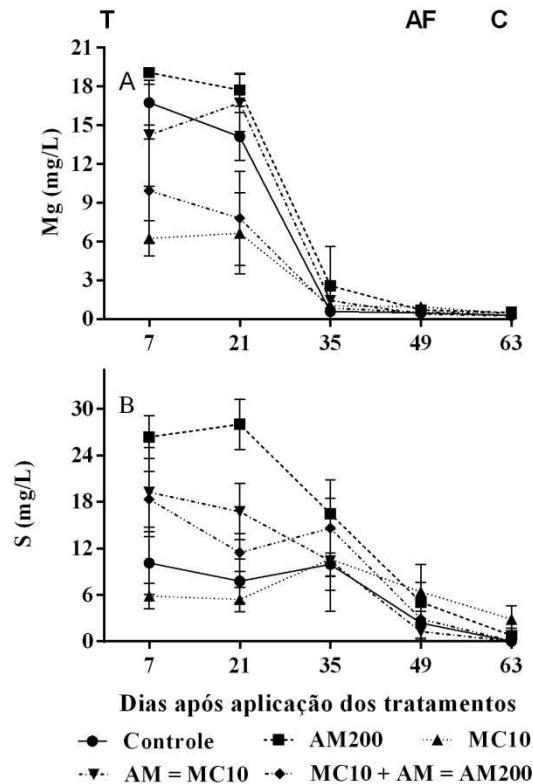 T AF C
21
18
15
12
9
6
3
0
Mg (mg/L)
A
7 21 35 49 63
30
24
18
12
6
0
S (mg/L)
B
7 21 35 49 63
Dias após aplicação dos tratamentos
Controle AM200 MC10
AM = MC10 MC10 + AM = AM200